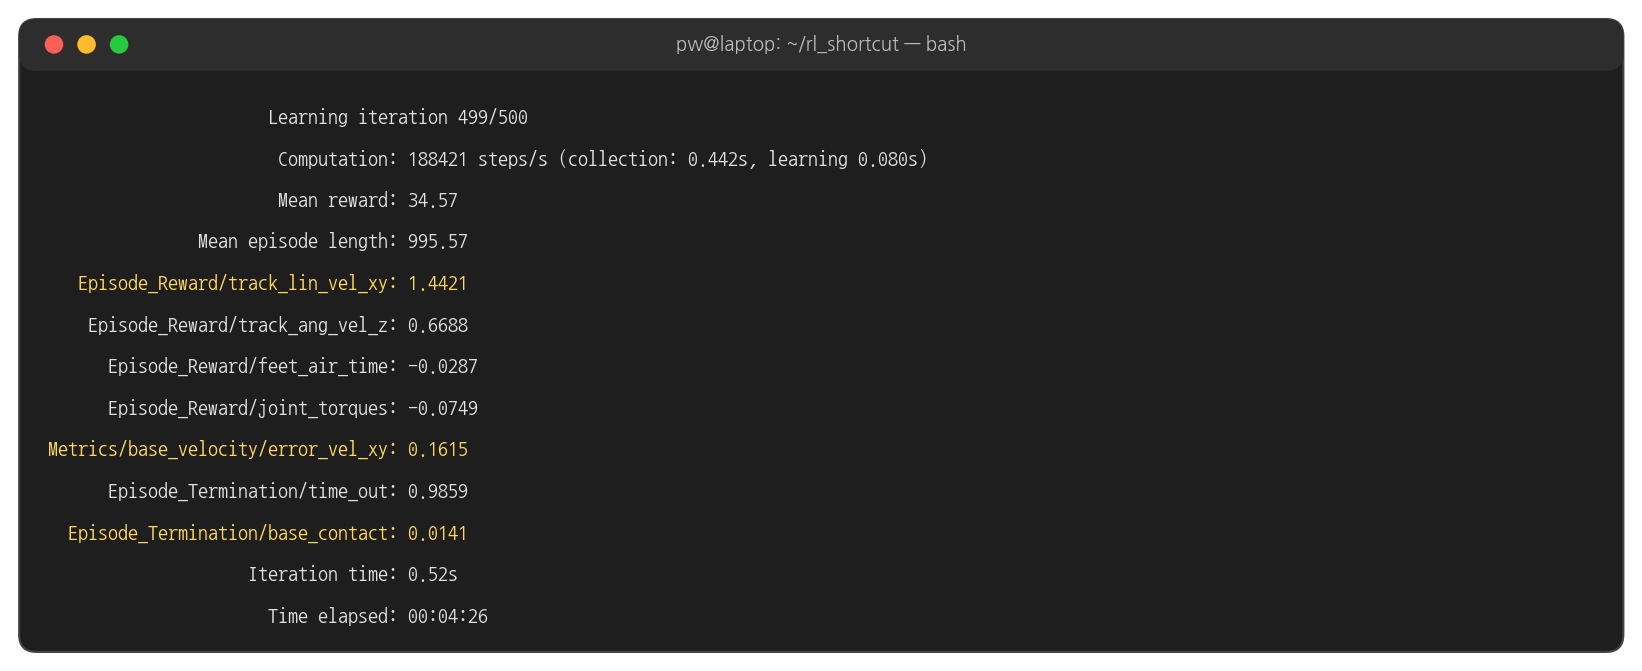 pw@laptop: ~/rl_shortcut — bash
Learning iteration 499/500
Computation: 188421 steps/s (collection: 0.442s, learning 0.080s)
Mean reward: 34.57
Mean episode length: 995.57
Episode_Reward/track_lin_vel_xy: 1.4421
Episode_Reward/track_ang_vel_z: 0.6688
Episode_Reward/feet_air_time: -0.0287
Episode_Reward/joint_torques: -0.0749
Metrics/base_velocity/error_vel_xy: 0.1615
Episode_Termination/time_out: 0.9859
Episode_Termination/base_contact: 0.0141
Iteration time: 0.52s
Time elapsed: 00:04:26